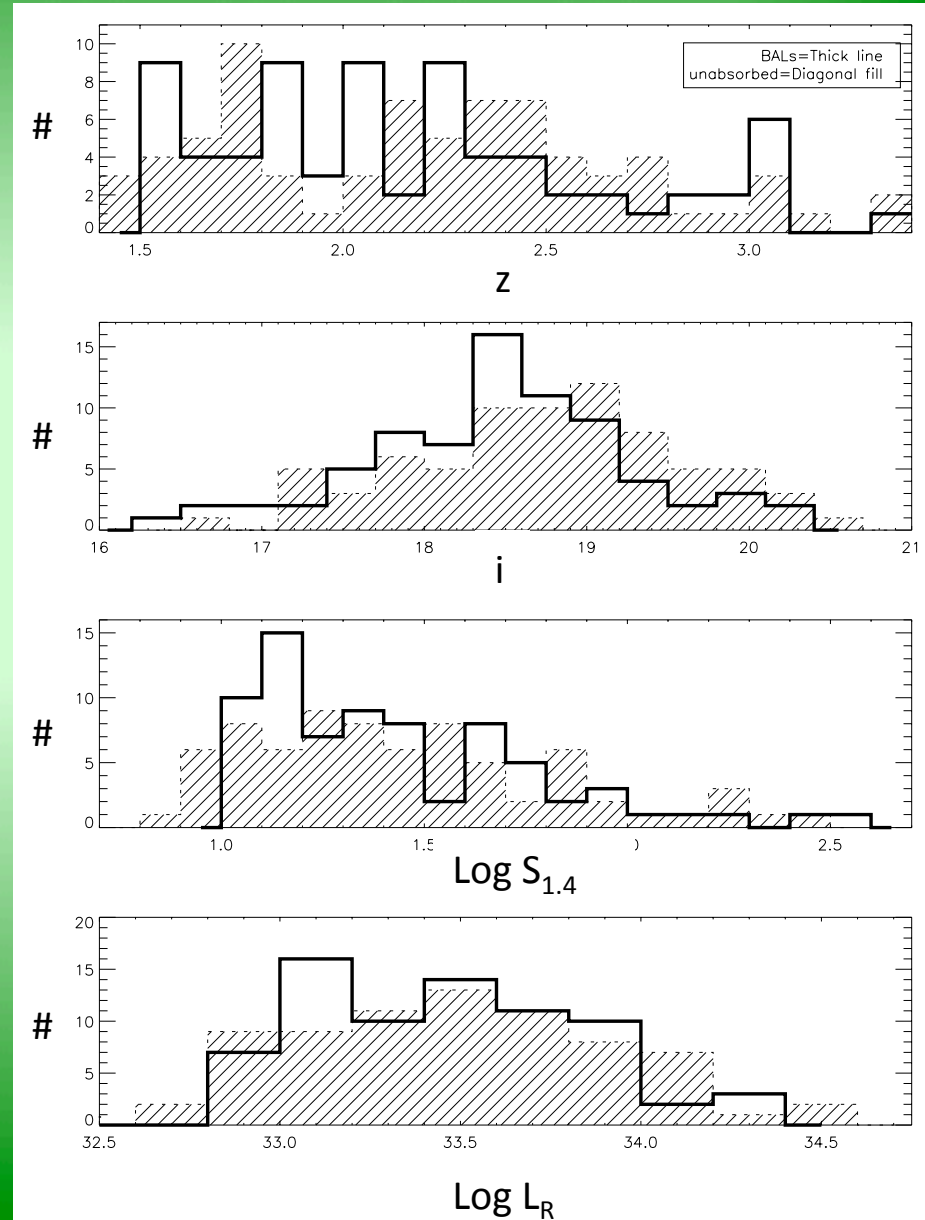 10
8
6
4
2
0
#
BALs=Thick line
unabsorbed=Diagonal fill
1.5 2.0 2.5 3.0
z
15
10
5
0
#
16 17 18 19 20 21
i
15
10
5
0
#
1.0 1.5 0 2.5
Log S1.4
20
15
10
5
0
#
32.5 33.0 33.5 34.0 34.5
Log LR